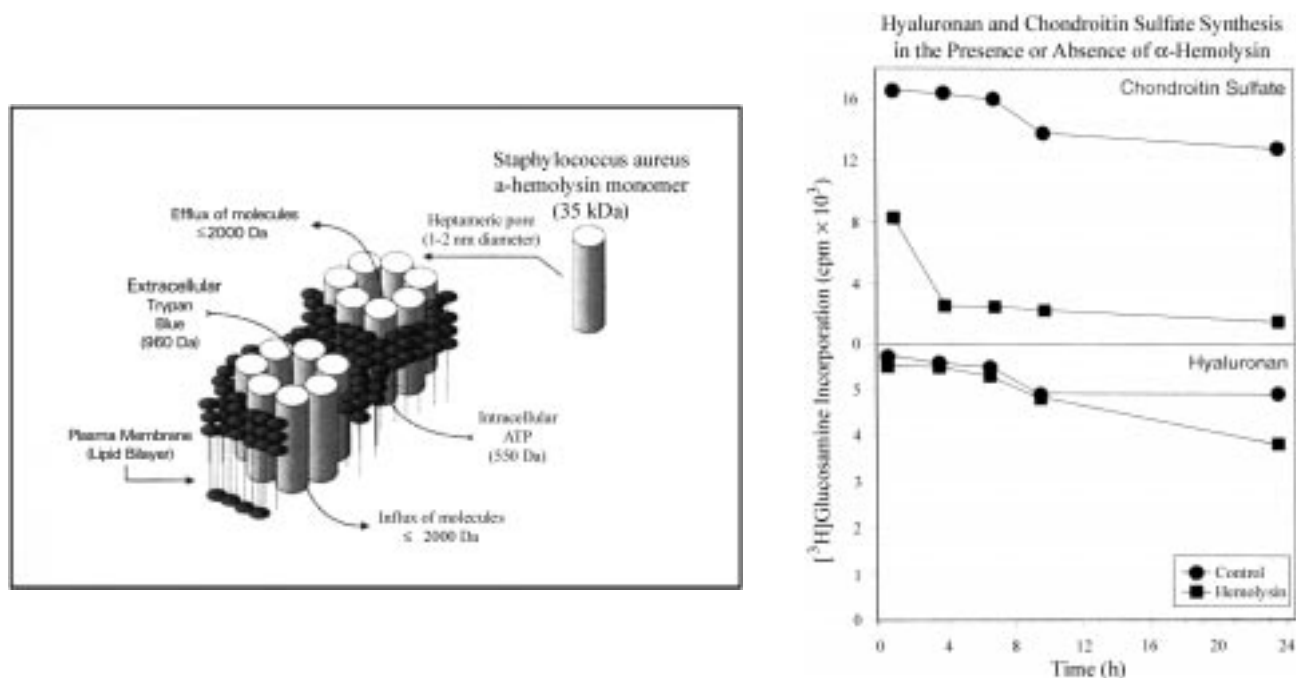 Staphylococcus aureus
a-hemolysin monomer
(35 kDa)
Efflux of molecules
≤2000 Da
Heptameric pore
(1-2 nm diameter)
Extracellular
Trypan
Blue
(960 Da)
Plasma Membrane
(Lipid Bilayer)
Intracellular
ATP
(550 Da)
Influx of molecules
≤ 2000 Da
Hyaluronan and Chondroitin Sulfate Synthesis
in the Presence or Absence of α-Hemolysin
Chondroitin Sulfate
16
12
8
4
0
Hyaluronan
5
4
3
2
1
0
[³H]Glucosamine Incorporation (cpm × 10³)
Control
Hemolysin
0 4 8 12 16 20 24
Time (h)